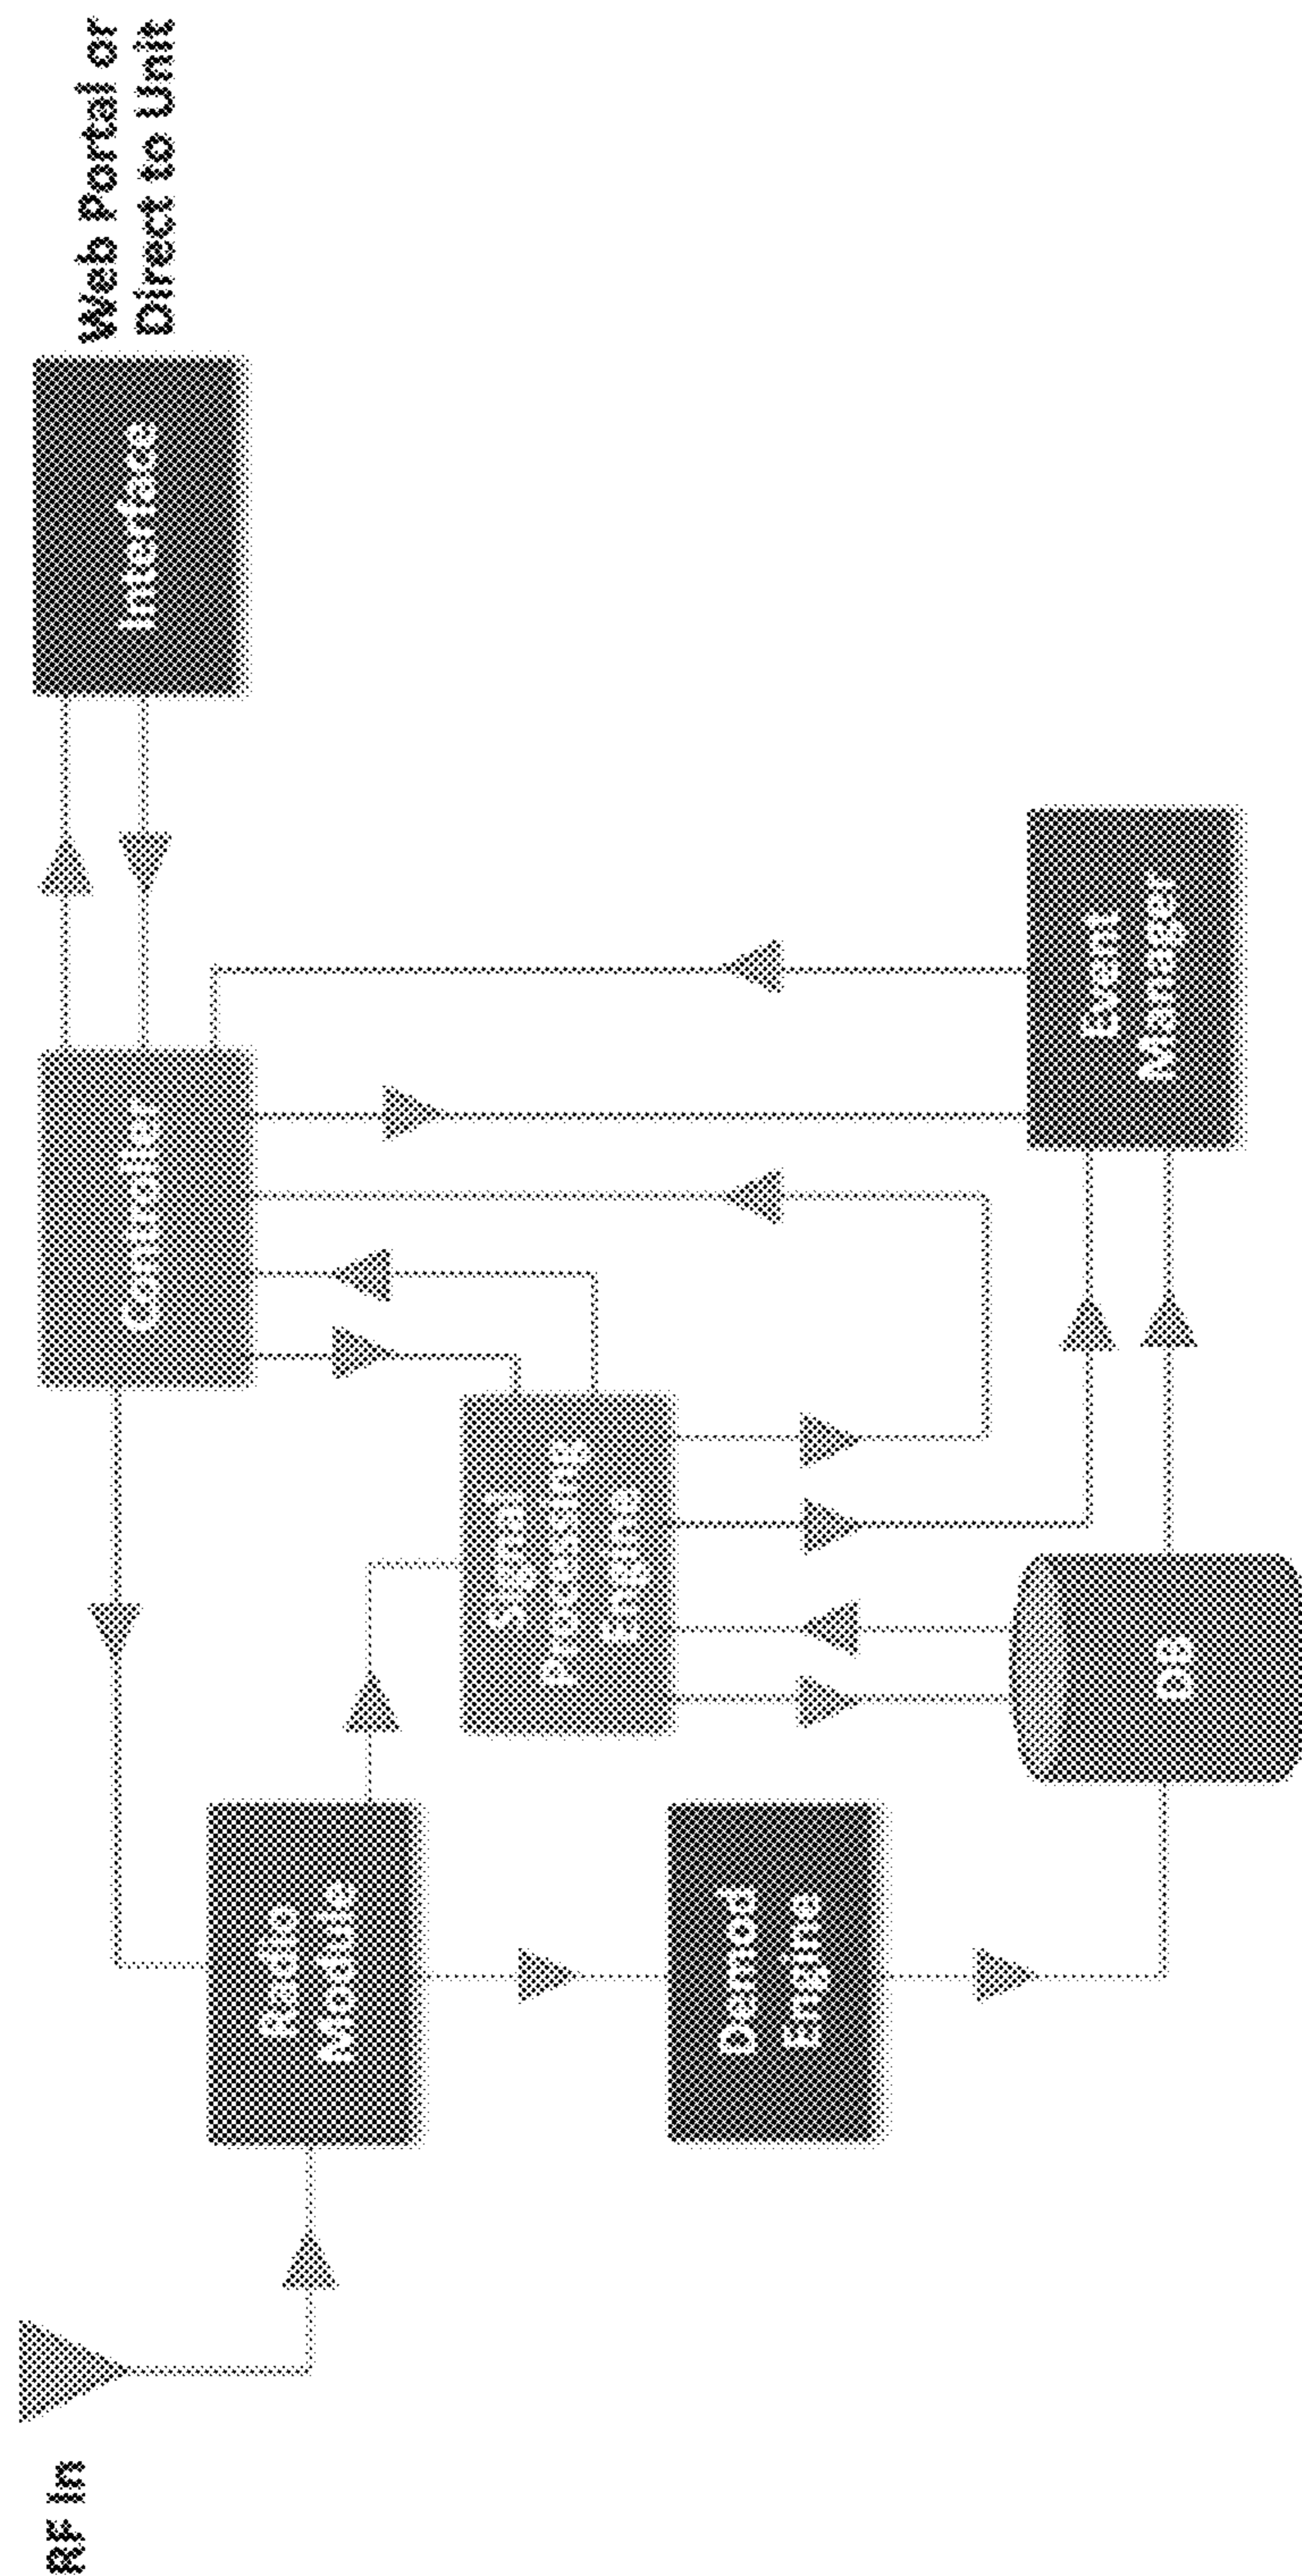 RF In
Radio
Module
Demod
Engine
Signal
Processing
Engine
DB
Controller
Event
Manager
Interface
Web Portal or
Direct to Unit